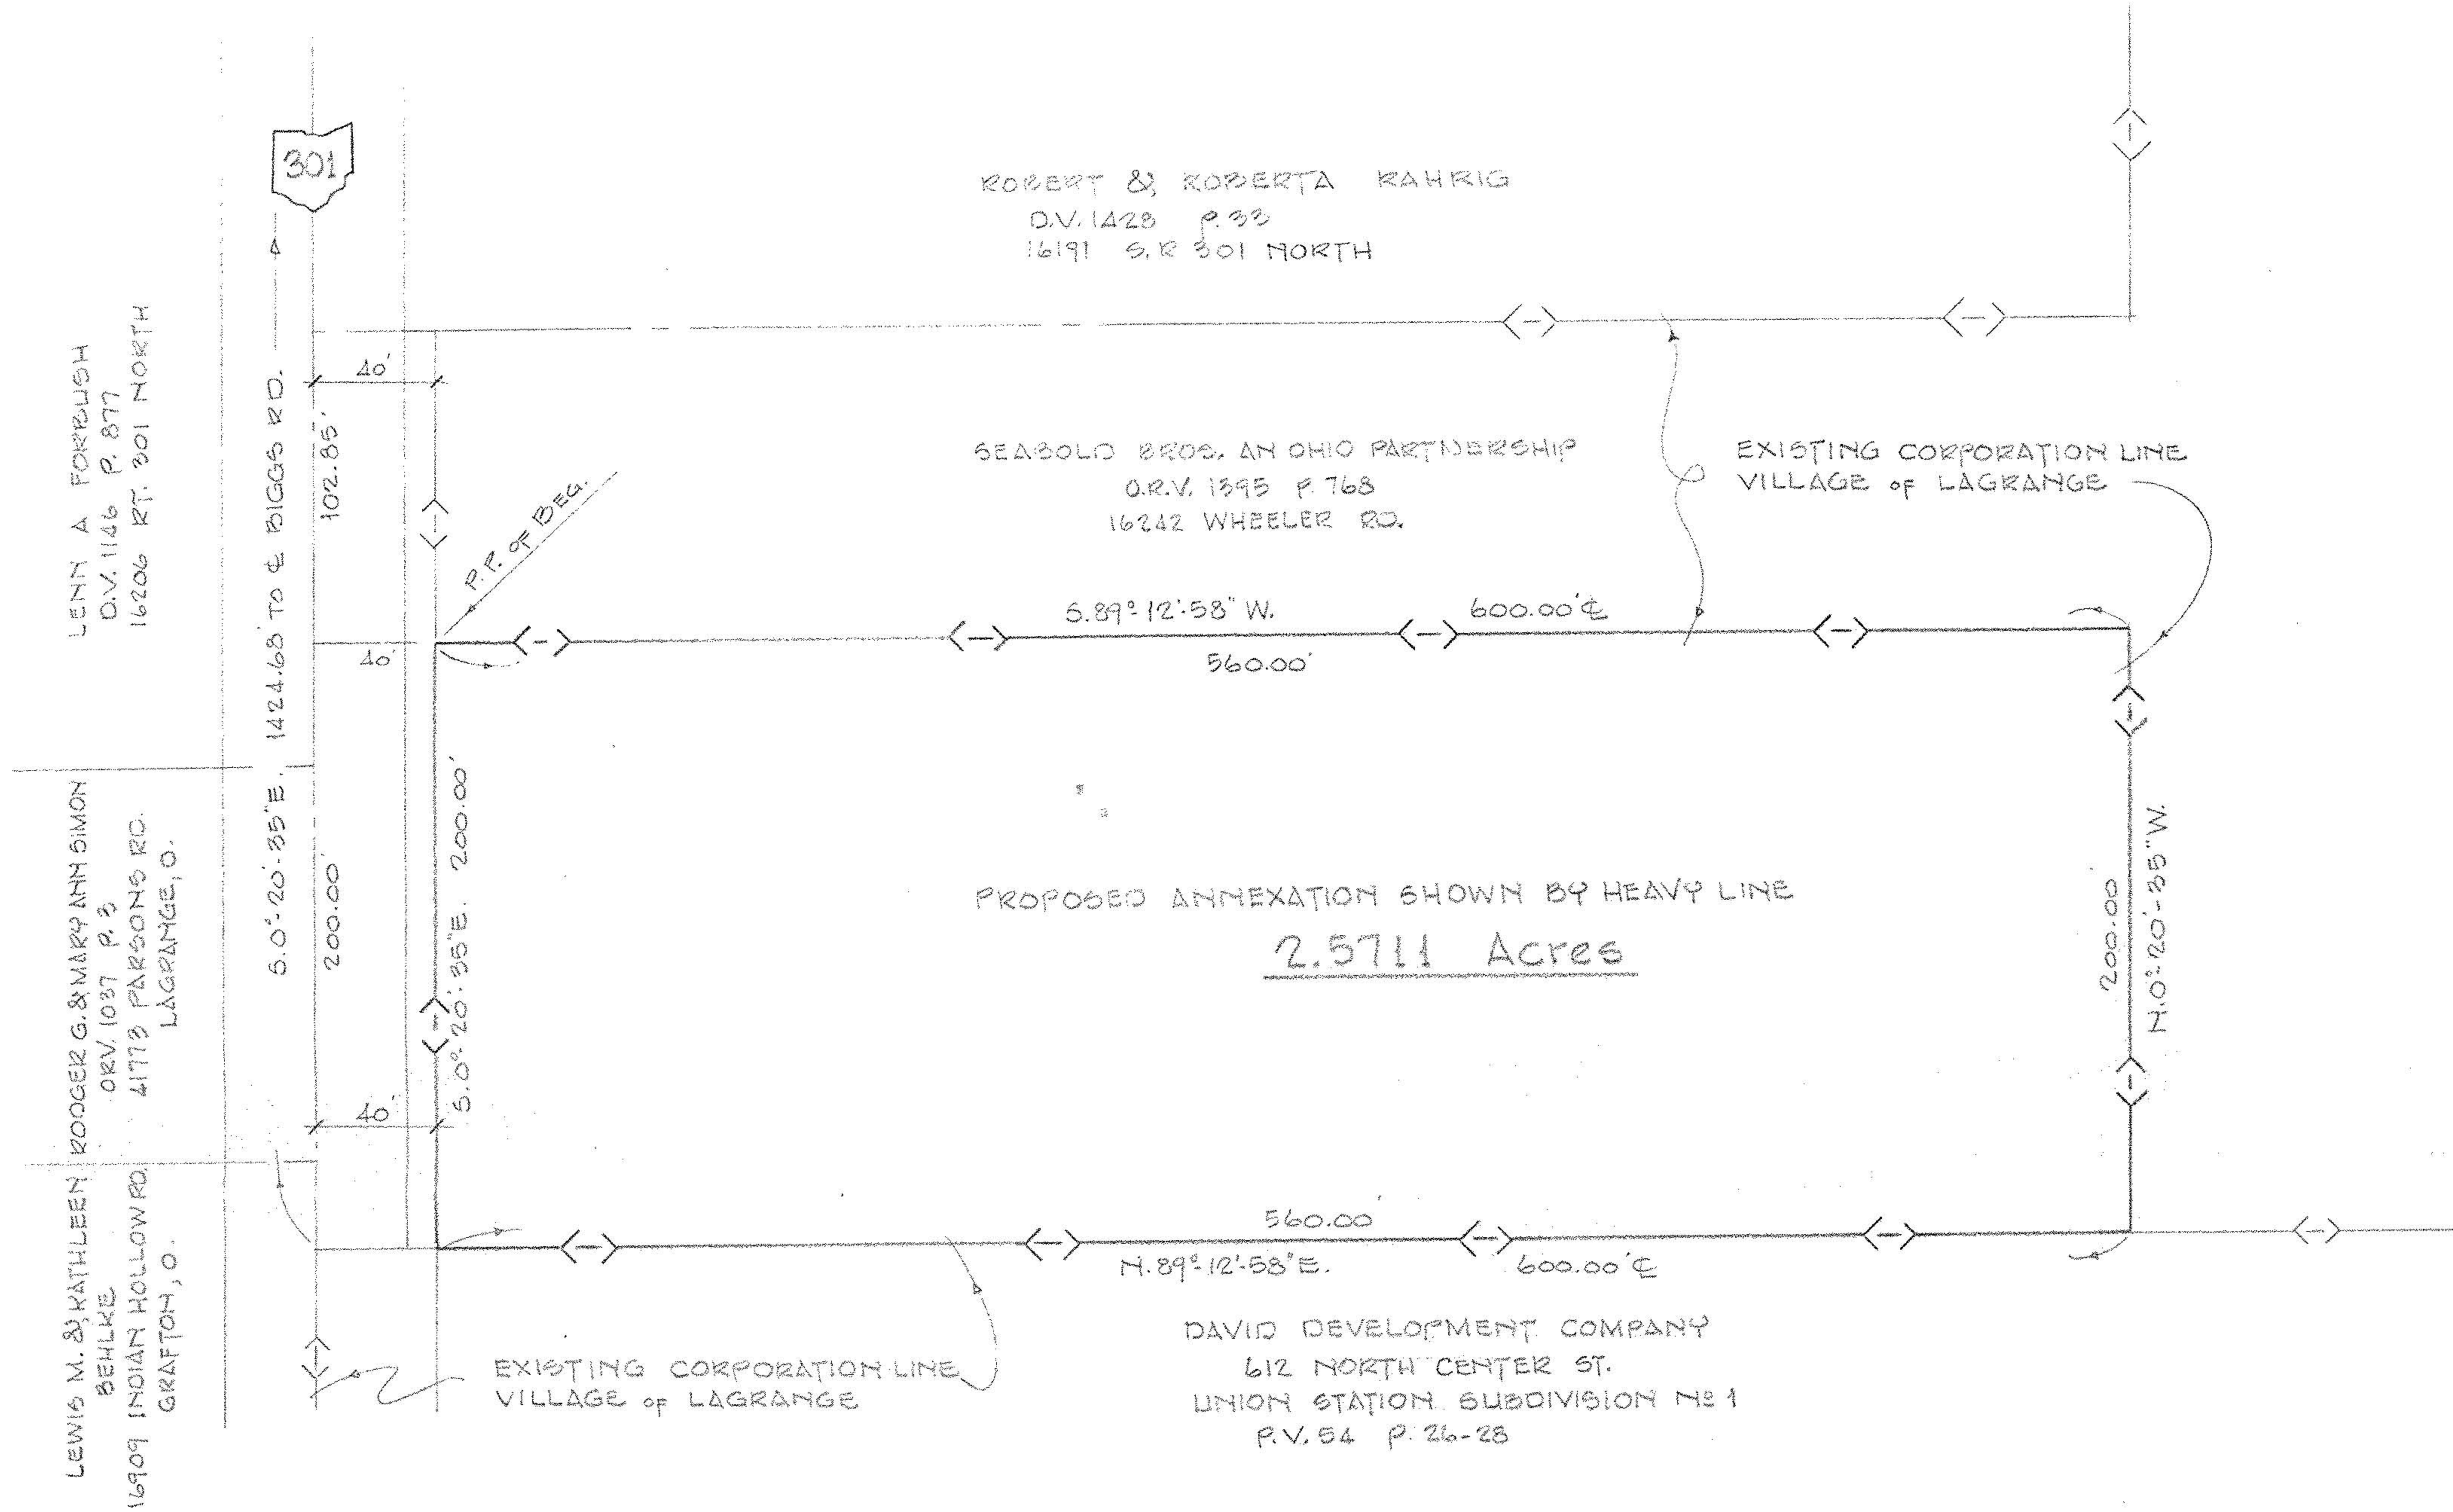 301
ROBERT & ROBERTA RAHRIG
D.V. 1428 P. 33
16191 S.R 301 NORTH
LENN A FORBUSH
D.V. 1146 P. 877
16206 RT. 301 NORTH
40'
102.85'
S.0°-20'-35"E. 1424.68' TO ℄ BIGGS RD.
SEABOLD BROS. AN OHIO PARTNERSHIP
O.R.V. 1395 P. 768
16242 WHEELER RD.
EXISTING CORPORATION LINE
VILLAGE OF LAGRANGE
P.P. OF BEG.
S.89°-12'-58" W. 600.00' ℄
560.00'
40'
RODGER G. & MARY ANN SIMON
ORV. 1037 P. 3
41773 PARSONS RD.
LAGRANGE, O.
200.00'
S.0°-20'-35"E. 200.00'
PROPOSED ANNEXATION SHOWN BY HEAVY LINE
2.5711 Acres
200.00
N.0°-20'-35"W.
40'
LEWIS M. & KATHLEEN
BEHLKE
16909 INDIAN HOLLOW RD.
GRAFTON, O.
560.00'
N.89°-12'-58"E. 600.00' ℄
EXISTING CORPORATION LINE
VILLAGE OF LAGRANGE
DAVID DEVELOPMENT COMPANY
612 NORTH CENTER ST.
UNION STATION SUBDIVISION Nº 1
P.V. 54 P. 26-28